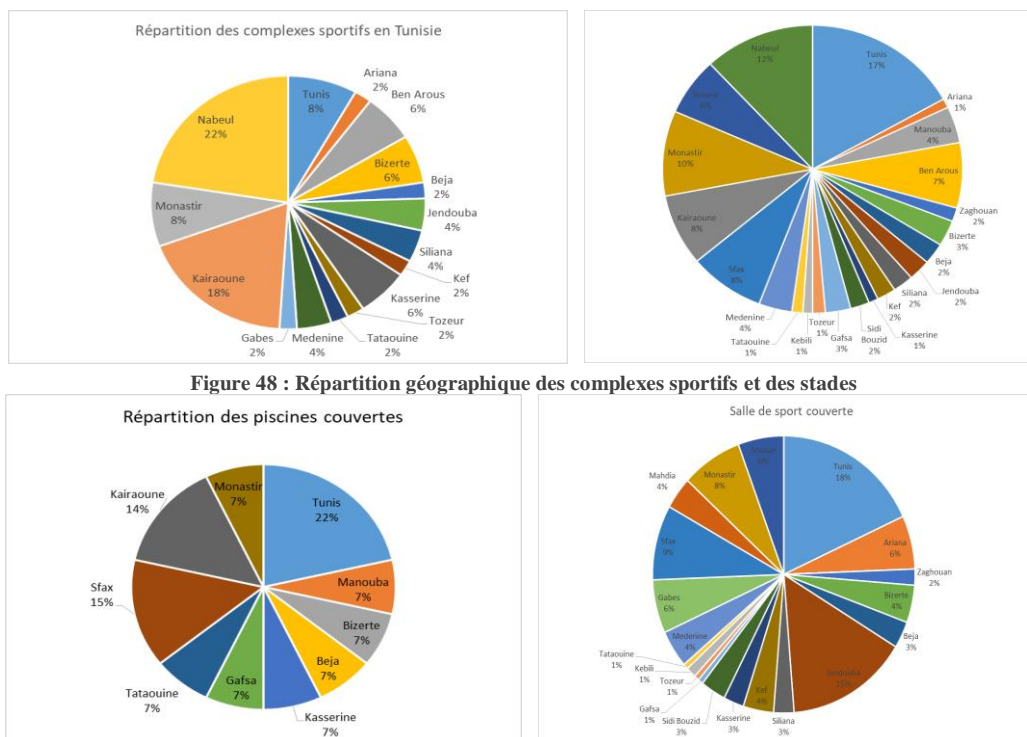 Répartition des complexes sportifs en Tunisie
Tunis
8%
Ariana
2%
Ben Arous
6%
Bizerte
6%
Beja
2%
Jendouba
4%
Siliana
4%
Kef
2%
Kasserine
6%
Tozeur
2%
Tataouine
2%
Medenine
4%
Gabes
2%
Kairaoune
18%
Monastir
8%
Nabeul
22%
Tunis
17%
Ariana
1%
Manouba
4%
Ben Arous
7%
Zaghouan
2%
Bizerte
3%
Beja
2%
Jendouba
2%
Siliana
2%
Kef
2%
Kasserine
1%
Sidi
Bouzid
2%
Gafsa
3%
Tozeur
1%
Kebili
1%
Tataouine
1%
Medenine
4%
Sfax
8%
Kairaoune
8%
Monastir
10%
Nabeul
12%
Figure 48 : Répartition géographique des complexes sportifs et des stades
Répartition des piscines couvertes
Tunis
22%
Manouba
7%
Bizerte
7%
Beja
7%
Kasserine
7%
Gafsa
7%
Tataouine
7%
Sfax
15%
Kairaoune
14%
Monastir
7%
Salle de sport couverte
Tunis
18%
Ariana
6%
Zaghouan
2%
Bizerte
4%
Beja
3%
Jendouba
15%
Siliana
3%
Kef
4%
Kasserine
3%
Sidi Bouzid
3%
Gafsa
1%
Tozeur
1%
Kebili
1%
Tataouine
1%
Medenine
4%
Gabes
6%
Sfax
9%
Mahdia
4%
Monastir
8%